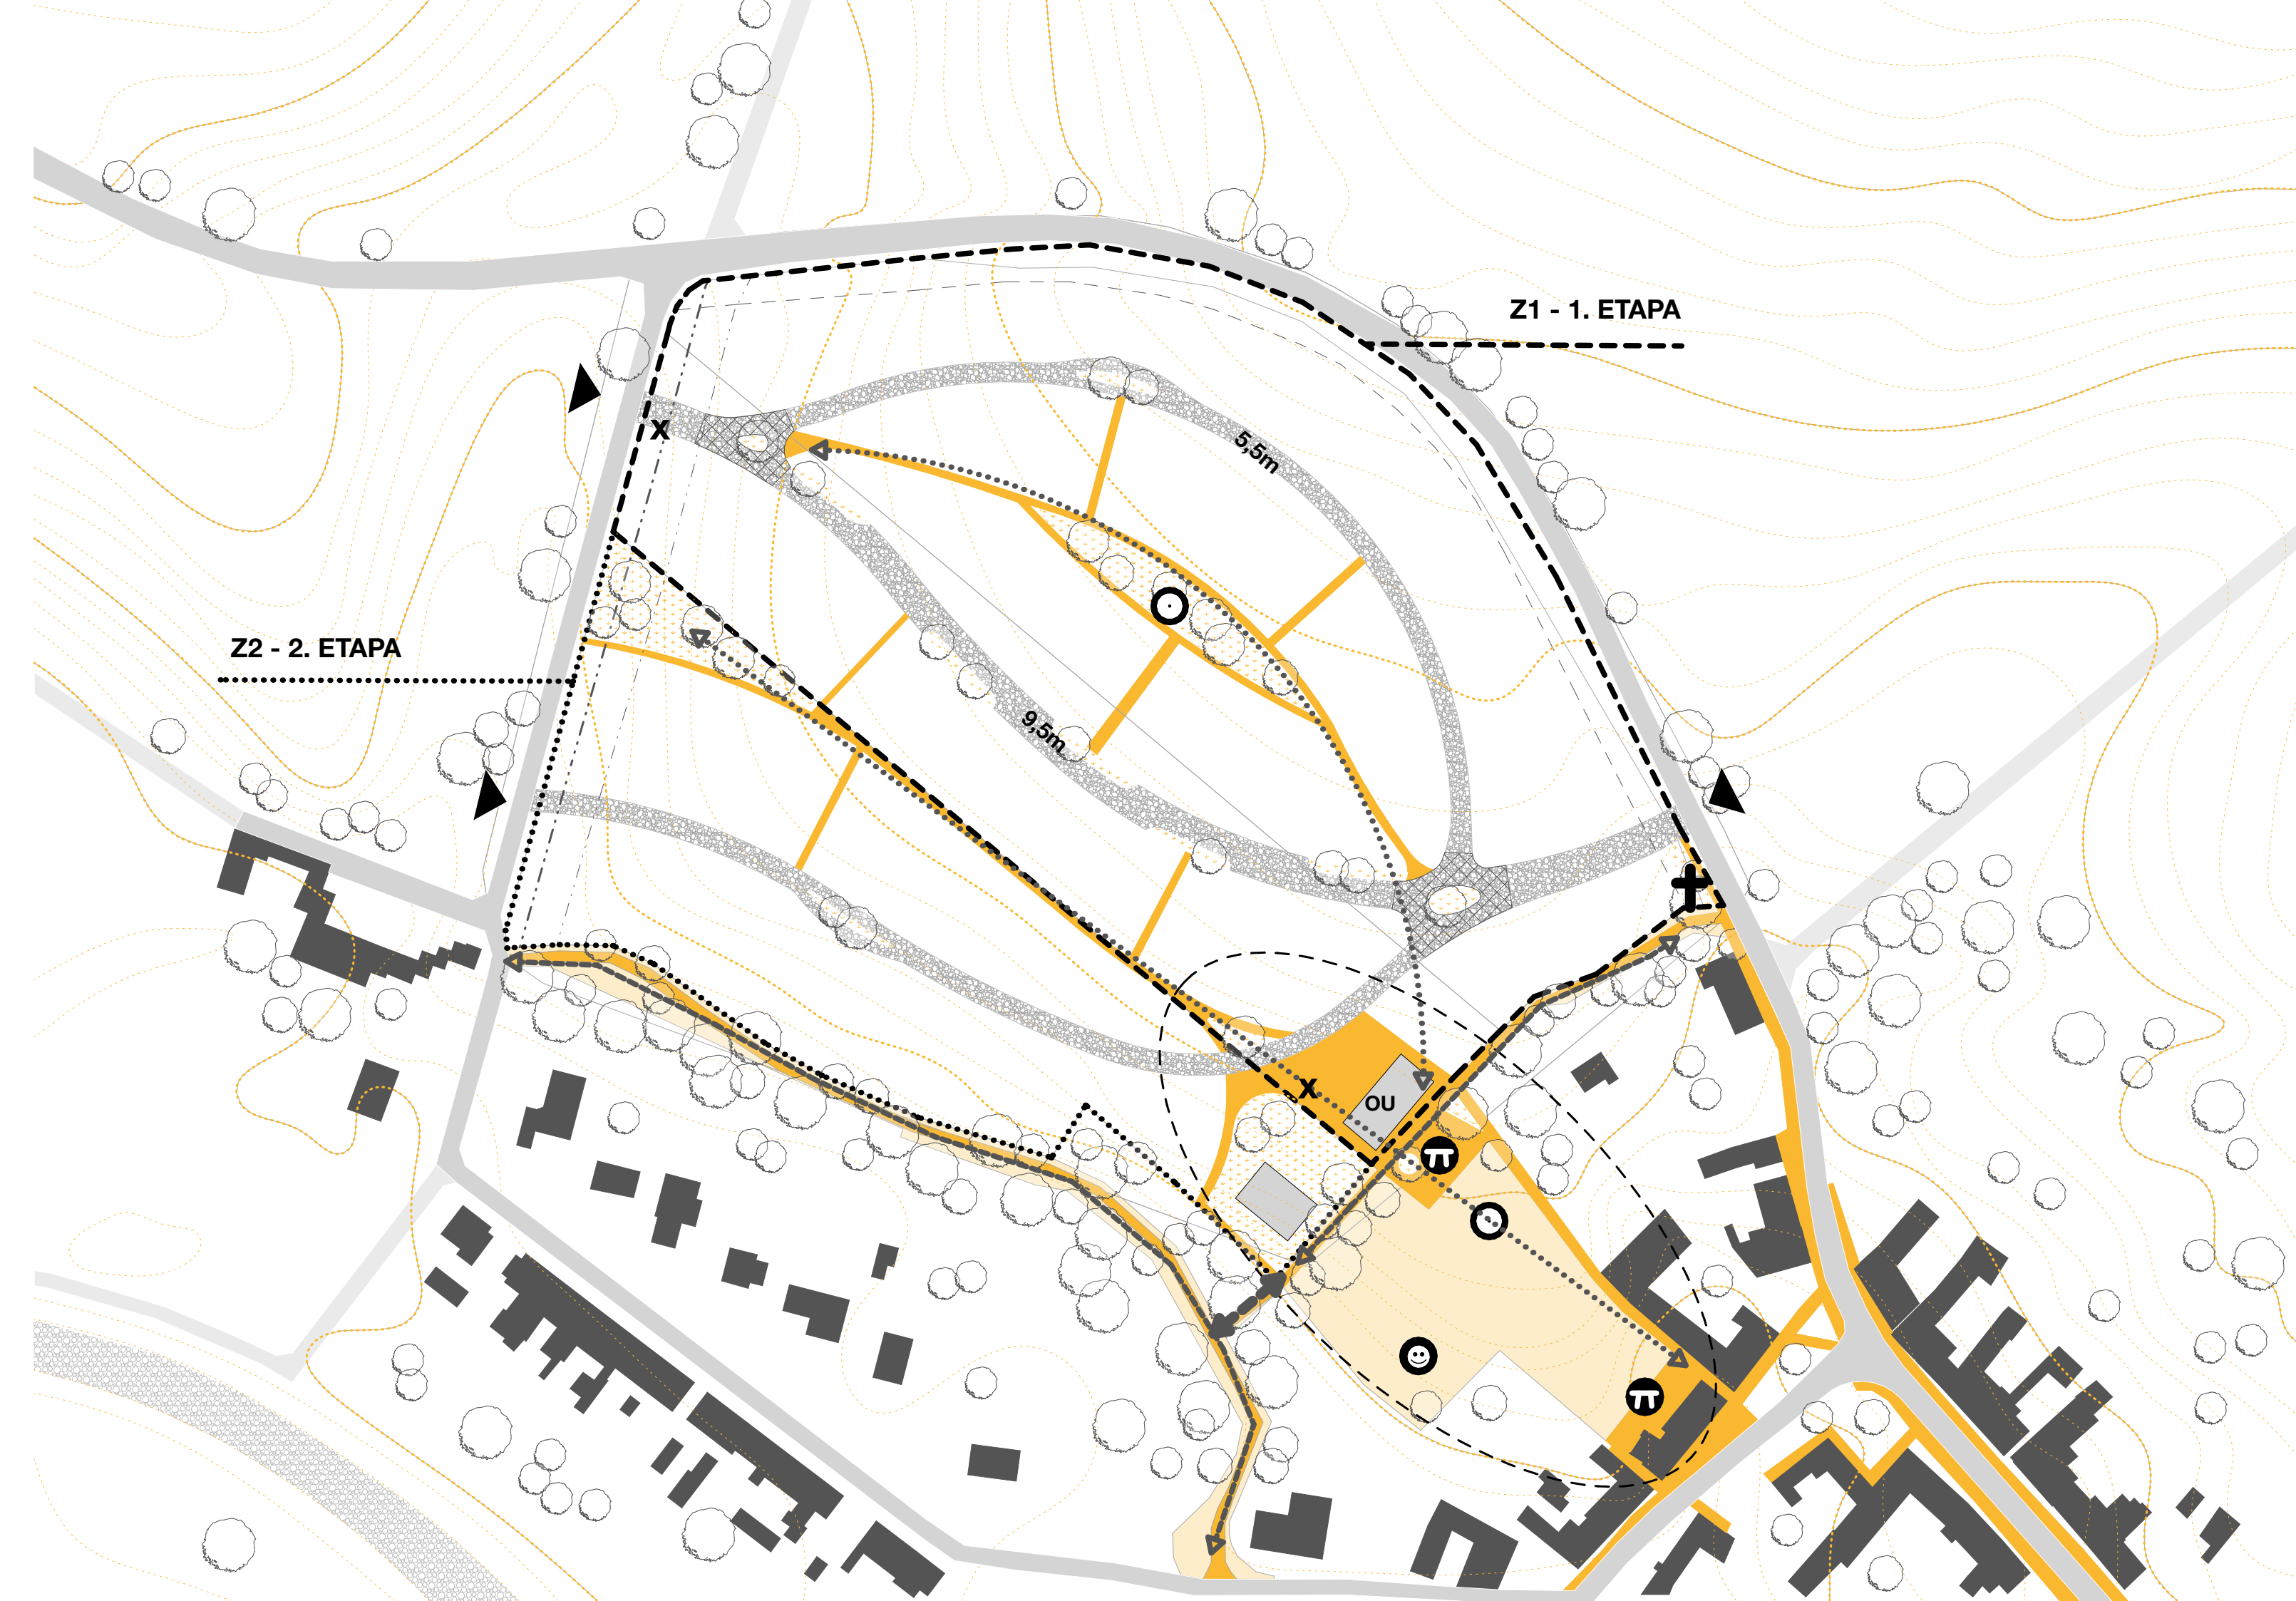 Z1 - 1. ETAPA
x
5,5m
Z2 - 2. ETAPA
9,5m
x
OU